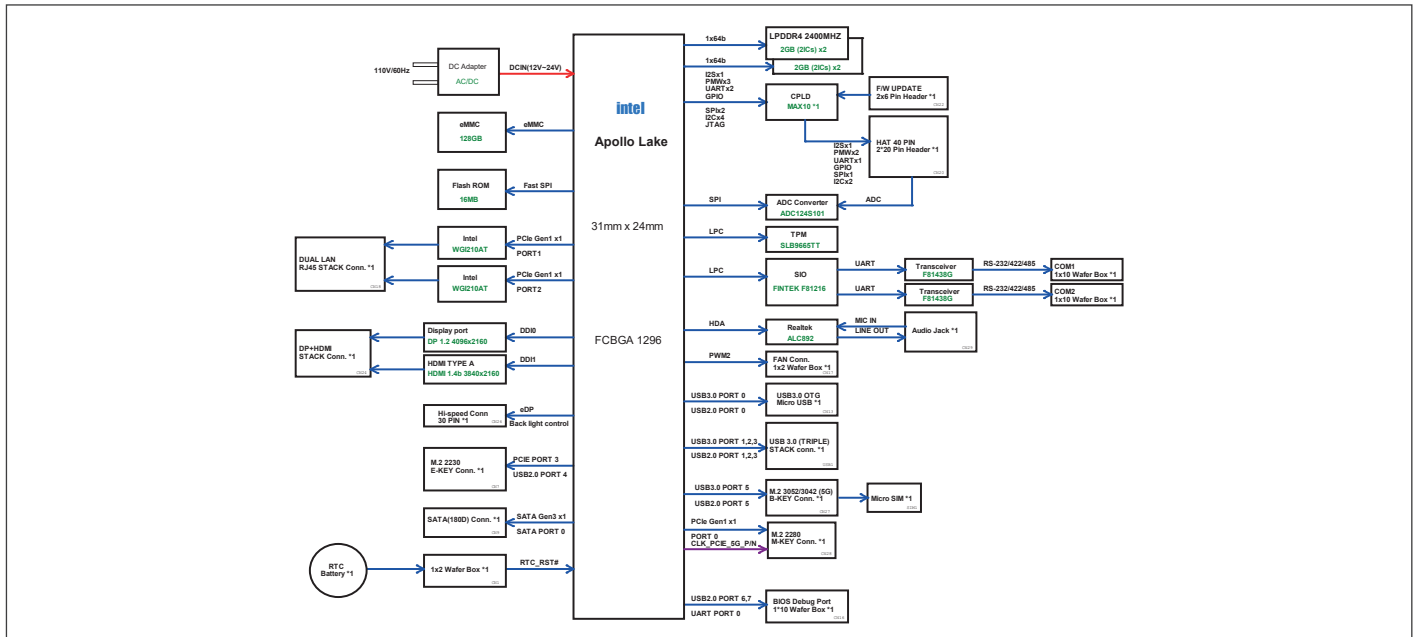 110V/60Hz
DC Adapter
AC/DC
DCIN(12V~24V)
eMMC
128GB
eMMC
Flash ROM
16MB
Fast SPI
DUAL LAN
RJ45 STACK Conn. *1
Intel
WGI210AT
PCIe Gen1 x1
PORT1
Intel
WGI210AT
PCIe Gen1 x1
PORT2
DP+HDMI
STACK Conn. *1
Display port
DP 1.2 4096x2160
DDI0
HDMI TYPE A
HDMI 1.4b 3840x2160
DDI1
Hi-speed Conn
30 PIN *1
eDP
Back light control
M.2 2230
E-KEY Conn. *1
PCIE PORT 3
USB2.0 PORT 4
SATA(180D) Conn. *1
SATA Gen3 x1
SATA PORT 0
RTC
Battery *1
1x2 Wafer Box *1
RTC_RST#
intel
Apollo Lake
31mm x 24mm
FCBGA 1296
1x64b
LPDDR4 2400MHZ
2GB (2ICs) x2
1x64b
2GB (2ICs) x2
I2Sx1
PMWx3
UARTx2
GPIO
SPIx2
I2Cx4
JTAG
CPLD
MAX10 *1
F/W UPDATE
2x6 Pin Header *1
HAT 40 PIN
2*20 Pin Header *1
I2Sx1
PMWx2
UARTx1
GPIO
SPIx1
I2Cx2
SPI
ADC Converter
ADC124S101
ADC
LPC
TPM
SLB9665TT
LPC
SIO
FINTEK F81216
UART
Transceiver
F81438G
RS-232/422/485
COM1
1x10 Wafer Box *1
UART
Transceiver
F81438G
RS-232/422/485
COM2
1x10 Wafer Box *1
HDA
Realtek
ALC892
MIC IN
LINE OUT
Audio Jack *1
PWM2
FAN Conn.
1x2 Wafer Box *1
USB3.0 PORT 0
USB2.0 PORT 0
USB3.0 OTG
Micro USB *1
USB3.0 PORT 1,2,3
USB2.0 PORT 1,2,3
USB 3.0 (TRIPLE)
STACK conn. *1
USB3.0 PORT 5
USB2.0 PORT 5
M.2 3052/3042 (5G)
B-KEY Conn. *1
Micro SIM *1
PCIe Gen1 x1
PORT 0
CLK_PCIE_5G_P/N
M.2 2280
M-KEY Conn. *1
USB2.0 PORT 6,7
UART PORT 0
BIOS Debug Port
1*10 Wafer Box *1